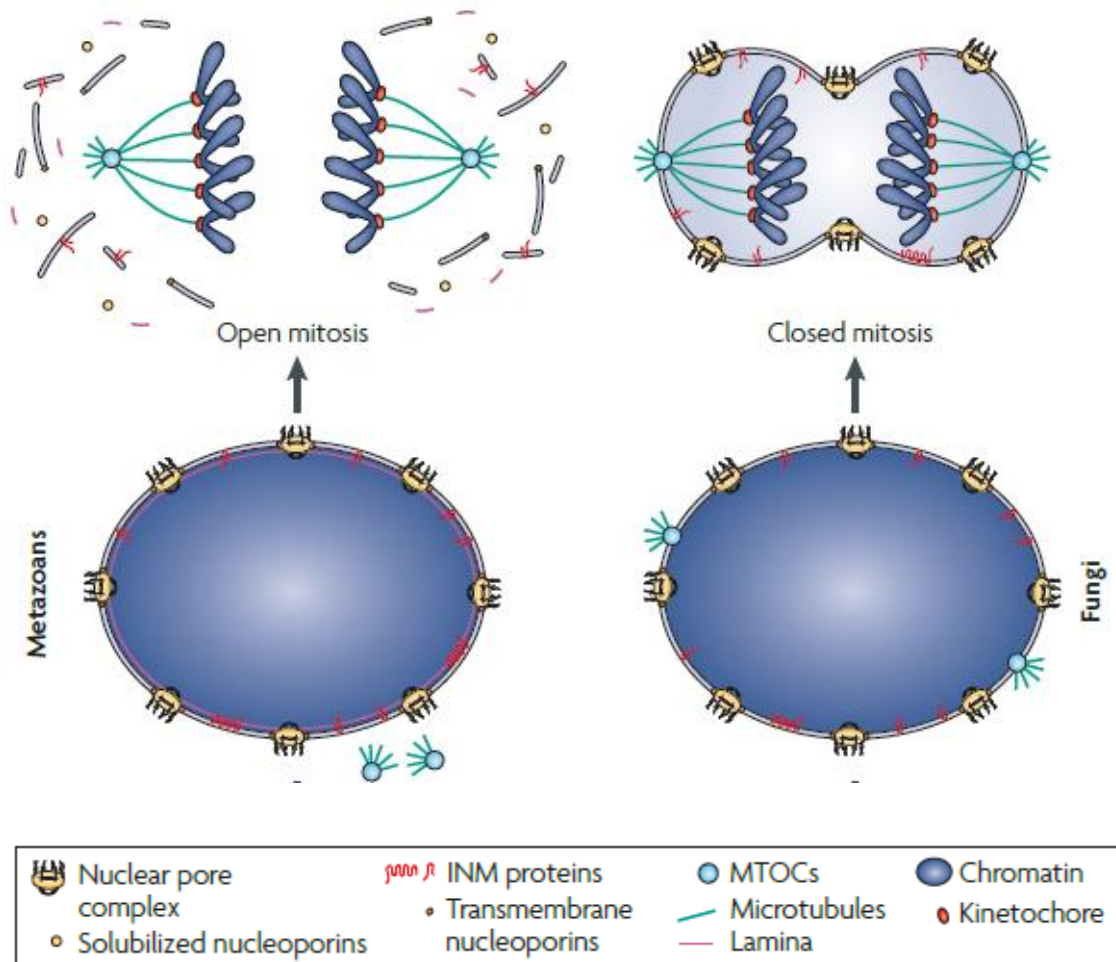 Open mitosis
Closed mitosis
Metazoans
Fungi
Nuclear pore
complex
Solubilized nucleoporins
INM proteins
Transmembrane
nucleoporins
MTOCs
Microtubules
Lamina
Chromatin
Kinetochore